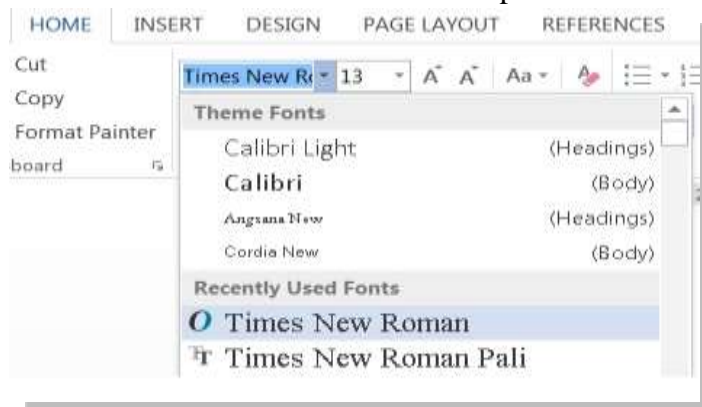 HOME INSERT DESIGN PAGE LAYOUT REFERENCES
Cut
Copy
Format Painter
board
Times New Ro 13 A A Aa
Theme Fonts
Calibri Light (Headings)
Calibri (Body)
Angsana New (Headings)
Cordia New (Body)
Recently Used Fonts
O Times New Roman
Tr Times New Roman Pali